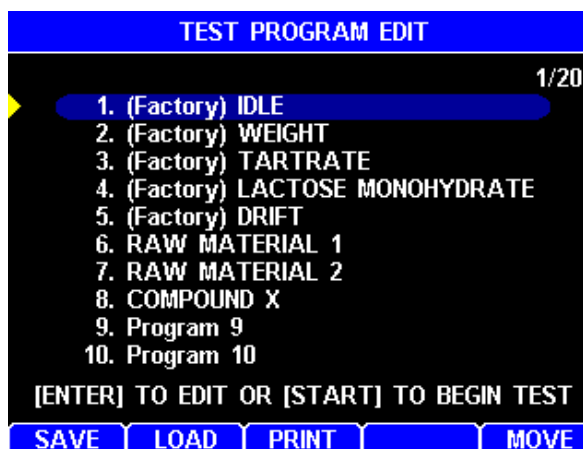 TEST PROGRAM EDIT
1/20
1. (Factory) IDLE
2. (Factory) WEIGHT
3. (Factory) TARTRATE
4. (Factory) LACTOSE MONOHYDRATE
5. (Factory) DRIFT
6. RAW MATERIAL 1
7. RAW MATERIAL 2
8. COMPOUND X
9. Program 9
10. Program 10
[ENTER] TO EDIT OR [START] TO BEGIN TEST
SAVE LOAD PRINT MOVE